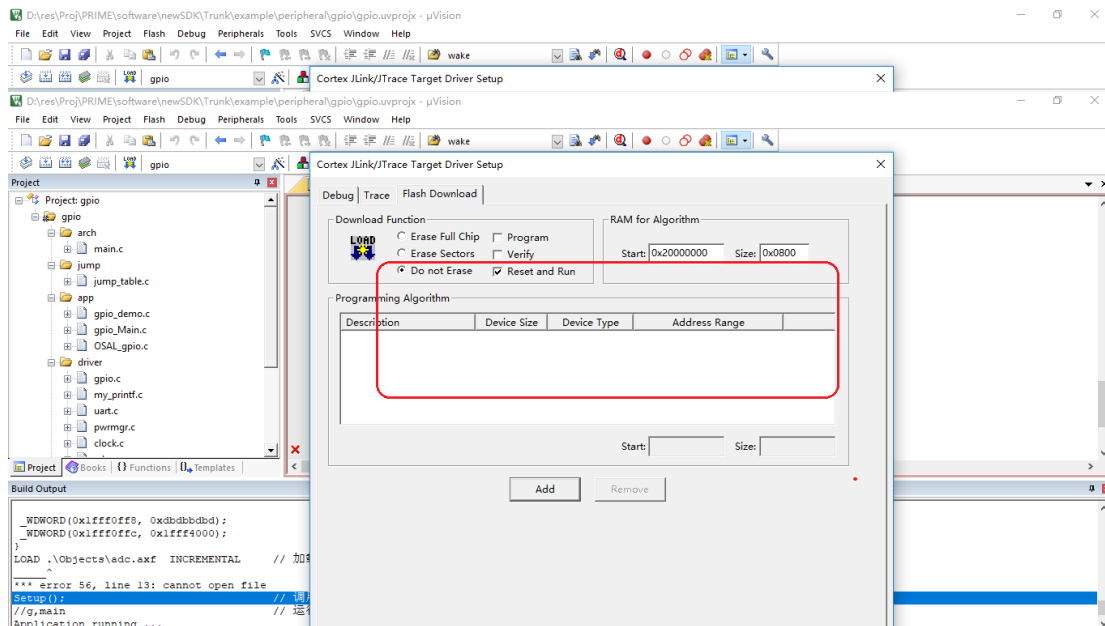 D:\res\Proj\PRIME\software\newSDK\Trunk\example\peripheral\gpio\gpio.uvprojx - µVision
File Edit View Project Flash Debug Peripherals Tools SVCS Window Help
wake
gpio
Cortex JLink/JTrace Target Driver Setup
D:\res\Proj\PRIME\software\newSDK\Trunk\example\peripheral\gpio\gpio.uvprojx - µVision
File Edit View Project Flash Debug Peripherals Tools SVCS Window Help
wake
gpio
Cortex JLink/JTrace Target Driver Setup
Project
Project: gpio
gpio
arch
main.c
jump
jump_table.c
app
gpio_demo.c
gpio_Main.c
OSAL_gpio.c
driver
gpio.c
my_printf.c
uart.c
pwrmgr.c
clock.c
Project Books Functions Templates
Debug Trace Flash Download
Download Function
LOAD
Erase Full Chip Program
Erase Sectors Verify
Do not Erase Reset and Run
RAM for Algorithm
Start: 0x20000000 Size: 0x0800
Programming Algorithm
Description Device Size Device Type Address Range
Start: Size:
Add Remove
Build Output
_WDWORD(0x1fff0ff8, 0xdbdbbdbd);
_WDWORD(0x1fff0ffc, 0x1fff4000);
}
LOAD .\Objects\adc.axf INCREMENTAL // 加
______^
*** error 56, line 13: cannot open file
Setup(); // 调
//g,main // 运
Application running ...